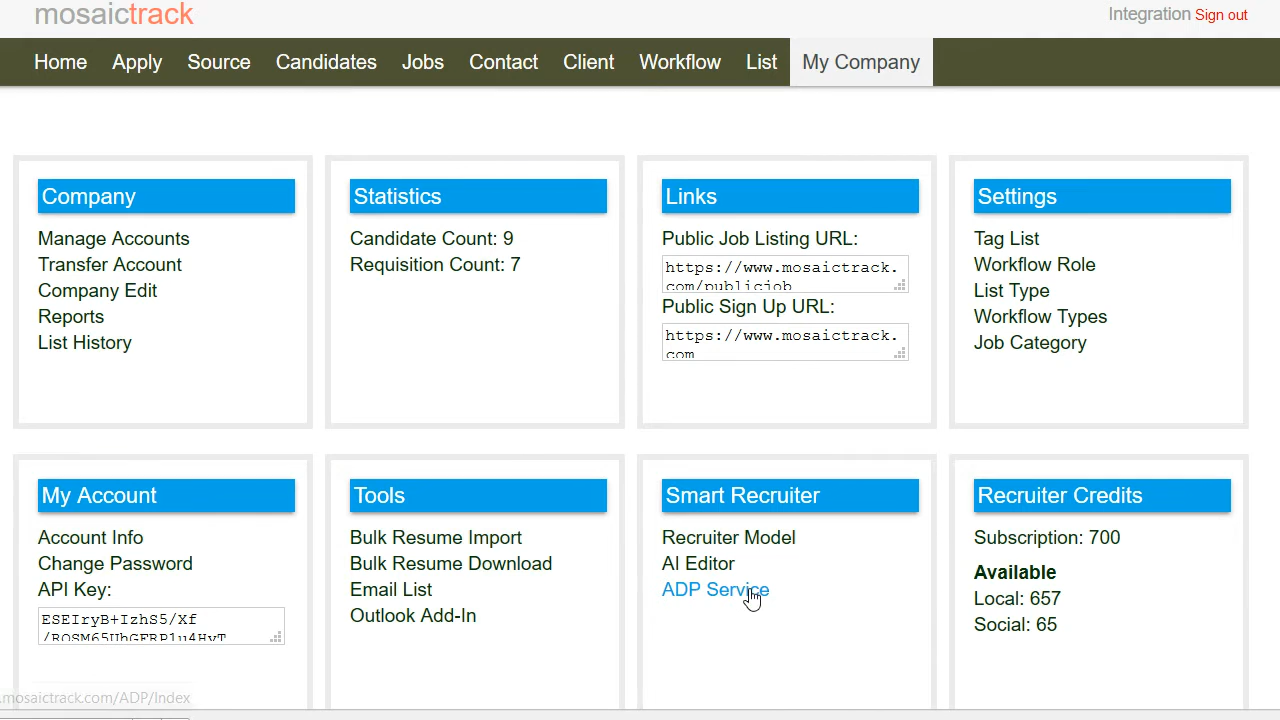 mosaictrack
Integration Sign out
Home Apply Source Candidates Jobs Contact Client Workflow List My Company
Company
Manage Accounts
Transfer Account
Company Edit
Reports
List History
Statistics
Candidate Count: 9
Requisition Count: 7
Links
Public Job Listing URL:
https://www.mosaictrack.
com/publicjob
Public Sign Up URL:
https://www.mosaictrack.
com
Settings
Tag List
Workflow Role
List Type
Workflow Types
Job Category
My Account
Account Info
Change Password
API Key:
ESEIryB+IzhS5/Xf
/ROSM65UhGFRP1u4HvT
Tools
Bulk Resume Import
Bulk Resume Download
Email List
Outlook Add-In
Smart Recruiter
Recruiter Model
AI Editor
ADP Service
Recruiter Credits
Subscription: 700
Available
Local: 657
Social: 65
.mosaictrack.com/ADP/Index